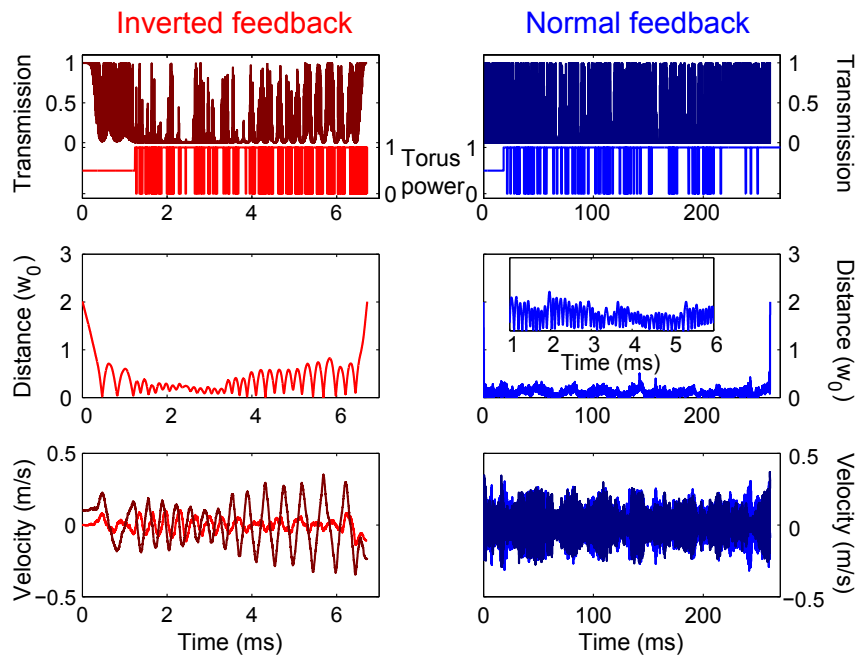 Inverted feedback
Normal feedback
Transmission
1
0.5
0
1
0
Torus
power
0 2 4 6
1
0.5
0
1
0
Transmission
0 100 200
Distance (w0)
3
2
1
0
0 2 4 6
1 2 3 4 5 6
Time (ms)
3
2
1
0
Distance (w0)
0 100 200
Velocity (m/s)
0.5
0
−0.5
0 2 4 6
Time (ms)
0.5
0
−0.5
Velocity (m/s)
0 100 200
Time (ms)